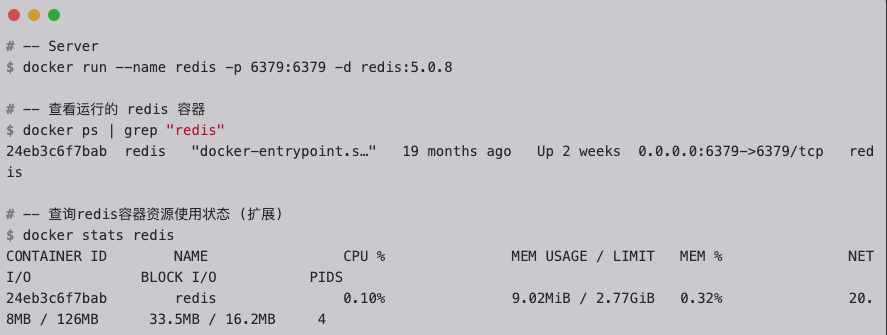 # -- Server
$ docker run --name redis -p 6379:6379 -d redis:5.0.8
# -- 查看运行的 redis 容器
$ docker ps | grep "redis"
24eb3c6f7bab  redis   "docker-entrypoint.s…"   19 months ago   Up 2 weeks  0.0.0.0:6379->6379/tcp   red
is
# -- 查询redis容器资源使用状态 (扩展)
$ docker stats redis
CONTAINER ID        NAME                CPU %               MEM USAGE / LIMIT   MEM %               NET
I/O             BLOCK I/O           PIDS
24eb3c6f7bab        redis               0.10%               9.02MiB / 2.77GiB   0.32%               20.
8MB / 126MB      33.5MB / 16.2MB     4